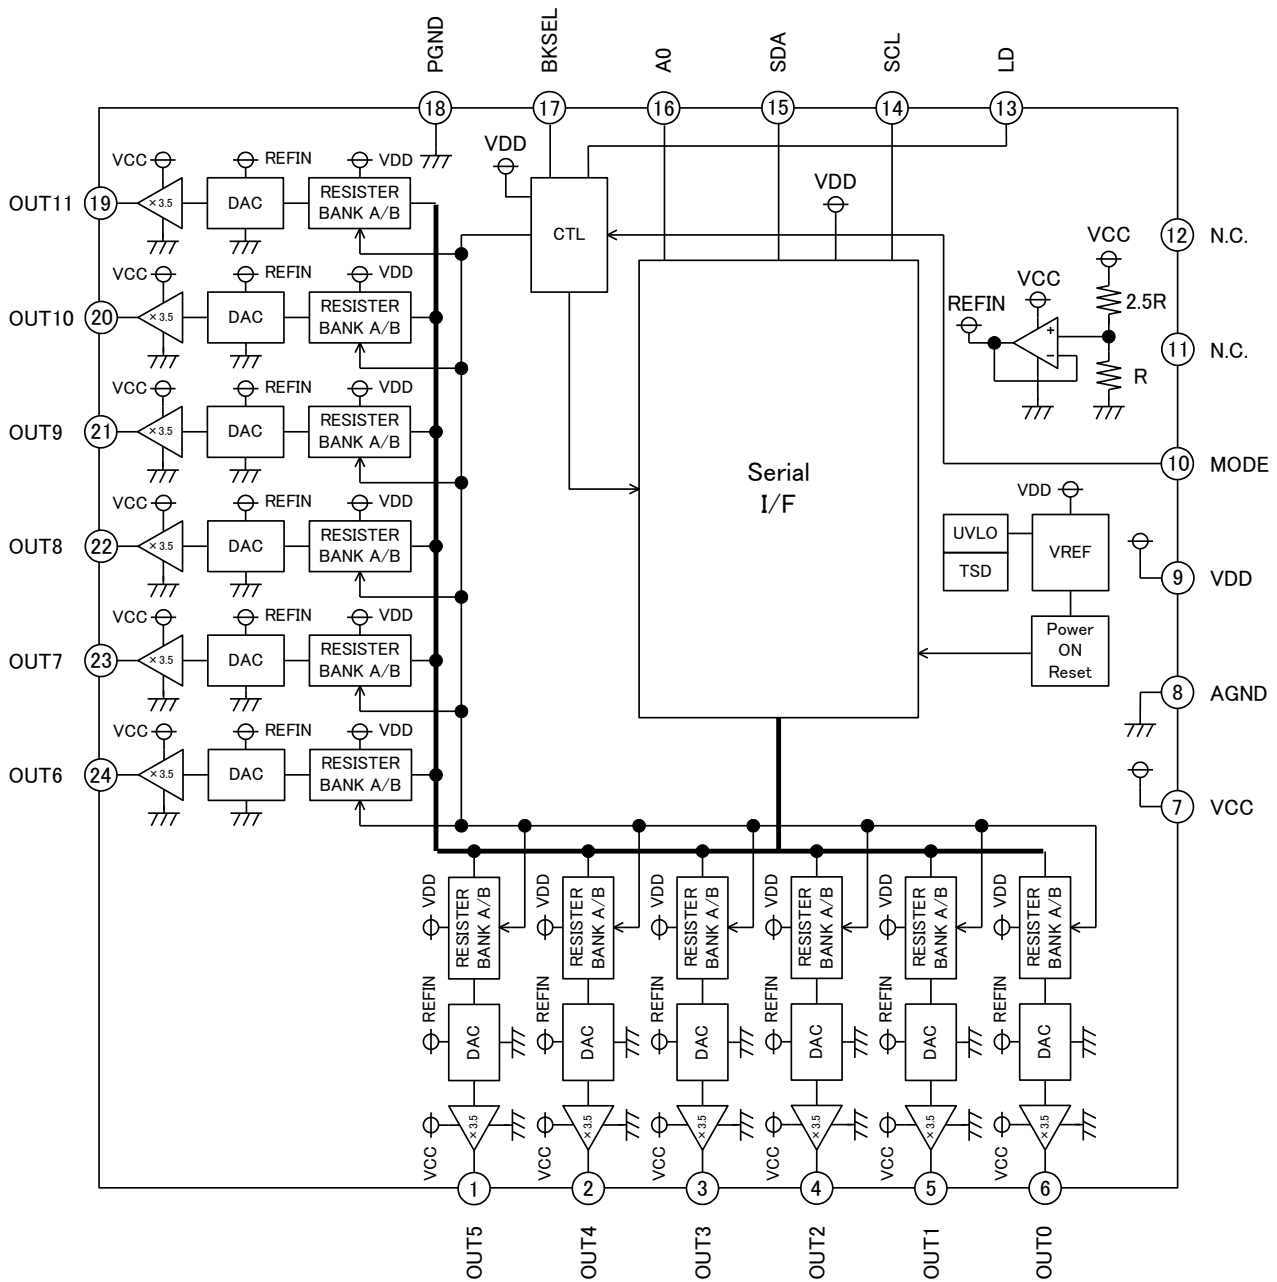 PGND
BKSEL
A0
SDA
SCL
LD
18
17
16
15
14
13
VCC
REFIN
VDD
OUT11
19
×3.5
DAC
RESISTER
BANK A/B
VCC
REFIN
VDD
OUT10
20
×3.5
DAC
RESISTER
BANK A/B
VCC
REFIN
VDD
OUT9
21
×3.5
DAC
RESISTER
BANK A/B
VCC
REFIN
VDD
OUT8
22
×3.5
DAC
RESISTER
BANK A/B
VCC
REFIN
VDD
OUT7
23
×3.5
DAC
RESISTER
BANK A/B
VCC
REFIN
VDD
OUT6
24
×3.5
DAC
RESISTER
BANK A/B
VDD
CTL
VDD
Serial
I/F
12
N.C.
VCC
2.5R
VCC
REFIN
+
−
R
11
N.C.
10
MODE
VDD
UVLO
TSD
VREF
9
VDD
Power
ON
Reset
8
AGND
7
VCC
VDD
RESISTER
BANK A/B
REFIN
DAC
VCC
×3.5
1
OUT5
VDD
RESISTER
BANK A/B
REFIN
DAC
VCC
×3.5
2
OUT4
VDD
RESISTER
BANK A/B
REFIN
DAC
VCC
×3.5
3
OUT3
VDD
RESISTER
BANK A/B
REFIN
DAC
VCC
×3.5
4
OUT2
VDD
RESISTER
BANK A/B
REFIN
DAC
VCC
×3.5
5
OUT1
VDD
RESISTER
BANK A/B
REFIN
DAC
VCC
×3.5
6
OUT0